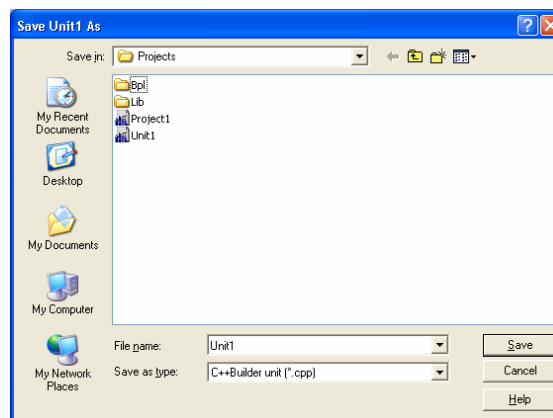 Save Unit1 As
Save in:
Projects
Bpl
Lib
Project1
Unit1
My Recent
Documents
Desktop
My Documents
My Computer
My Network
Places
File name:
Unit1
Save
Save as type:
C++Builder unit (*.cpp)
Cancel
Help